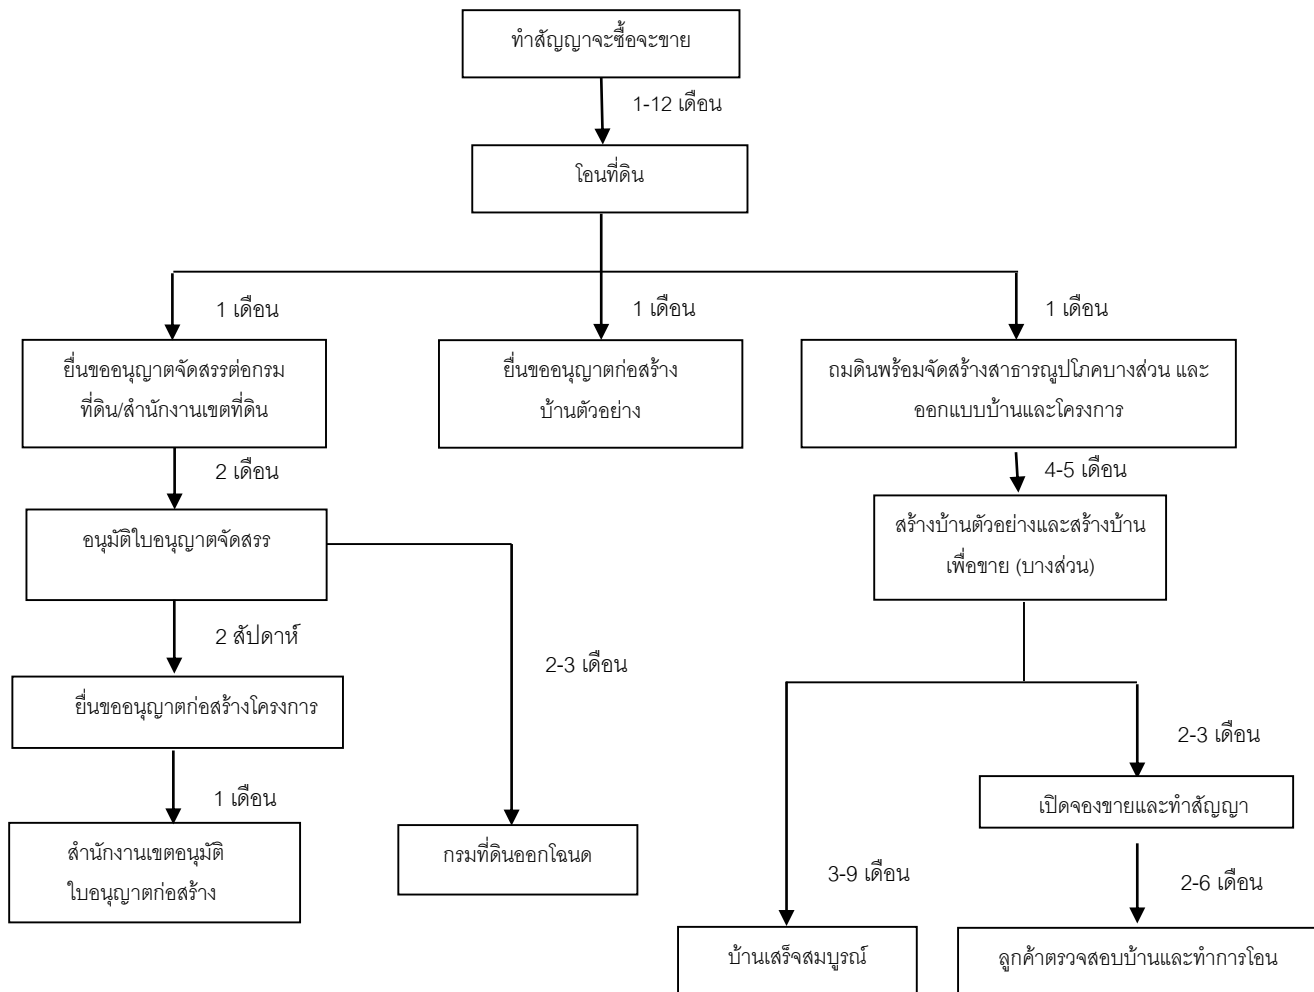 ทำสัญญาจะซื้อจะขาย
1-12 เดือน
โอนที่ดิน
1 เดือน
1 เดือน
1 เดือน
ยื่นขออนุญาตจัดสรรต่อกรม
ที่ดิน/สำนักงานเขตที่ดิน
ยื่นขออนุญาตก่อสร้าง
บ้านตัวอย่าง
ถมดินพร้อมจัดสร้างสาธารณูปโภคบางส่วน และ
ออกแบบบ้านและโครงการ
2 เดือน
4-5 เดือน
อนุมัติใบอนุญาตจัดสรร
สร้างบ้านตัวอย่างและสร้างบ้าน
เพื่อขาย (บางส่วน)
2 สัปดาห์
2-3 เดือน
ยื่นขออนุญาตก่อสร้างโครงการ
2-3 เดือน
1 เดือน
เปิดจองขายและทำสัญญา
สำนักงานเขตอนุมัติ
ใบอนุญาตก่อสร้าง
กรมที่ดินออกโฉนด
3-9 เดือน
2-6 เดือน
บ้านเสร็จสมบูรณ์
ลูกค้าตรวจสอบบ้านและทำการโอน